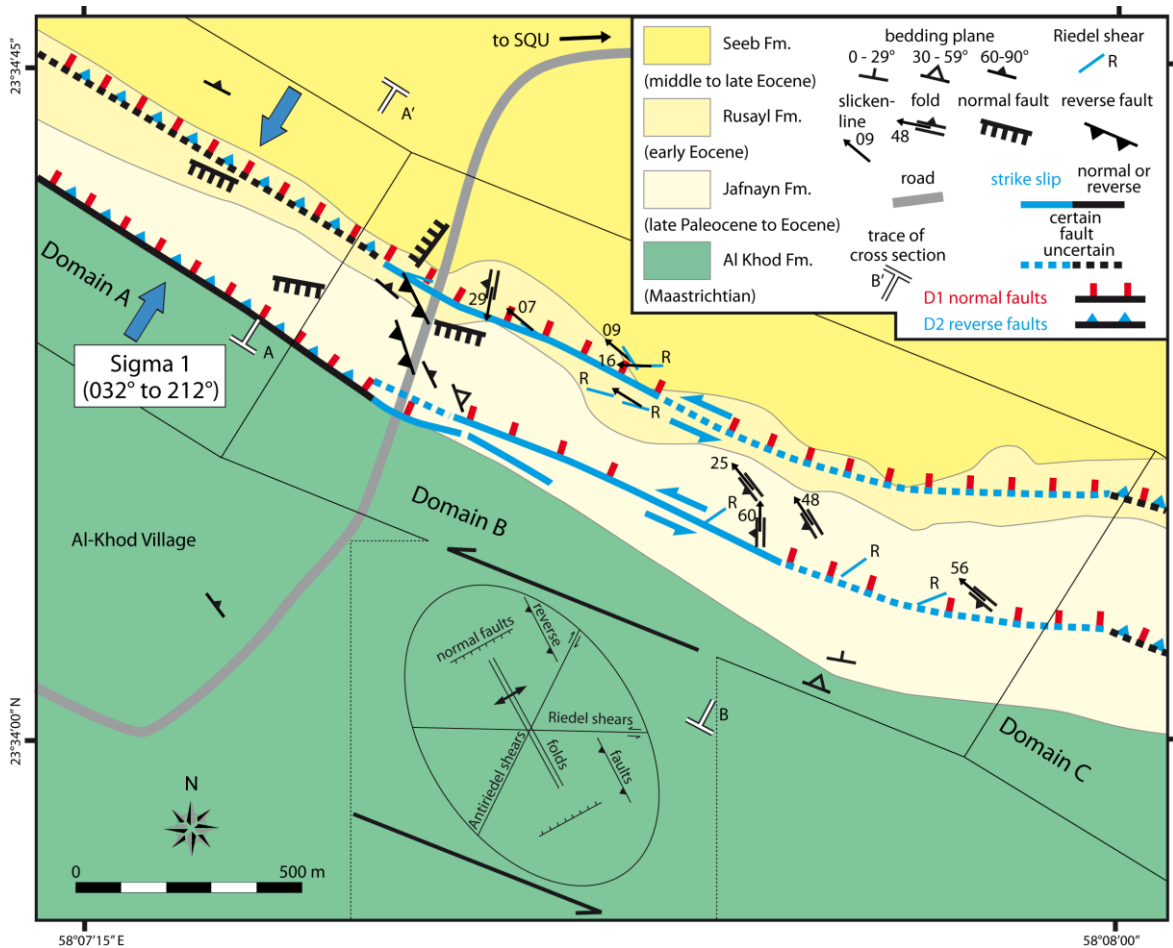 23°34'45"
to SQU
A'
Domain A
A
Sigma 1
(032° to 212°)
29
07
09
16
R
R
R
Domain B
25
48
60
R
R
R
56
Al-Khod Village
B
Domain C
normal faults
reverse
Riedel shears
Antiriedel shears
folds
faults
23°34'00" N
N
0
500 m
58°07'15" E
58°08'00"
Seeb Fm.
(middle to late Eocene)
Rusayl Fm.
(early Eocene)
Jafnayn Fm.
(late Paleocene to Eocene)
Al Khod Fm.
(Maastrichtian)
bedding plane
0 - 29° 30 - 59° 60-90°
Riedel shear
R
slicken-
line
09
fold
48
normal fault
reverse fault
road
strike slip
normal or
reverse
certain
fault
uncertain
trace of
cross section
B'
D1 normal faults
D2 reverse faults